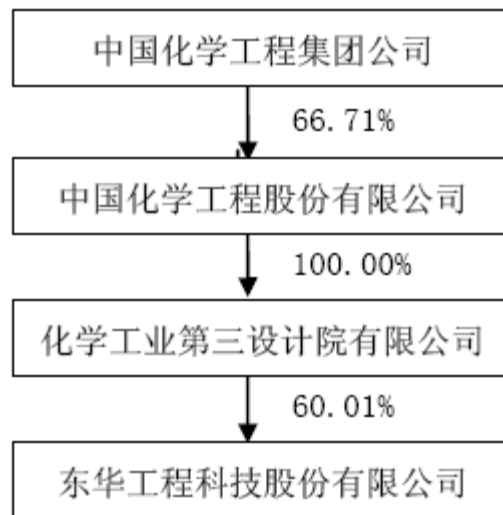 中国化学工程集团公司
66.71%
中国化学工程股份有限公司
100.00%
化学工业第三设计院有限公司
60.01%
东华工程科技股份有限公司